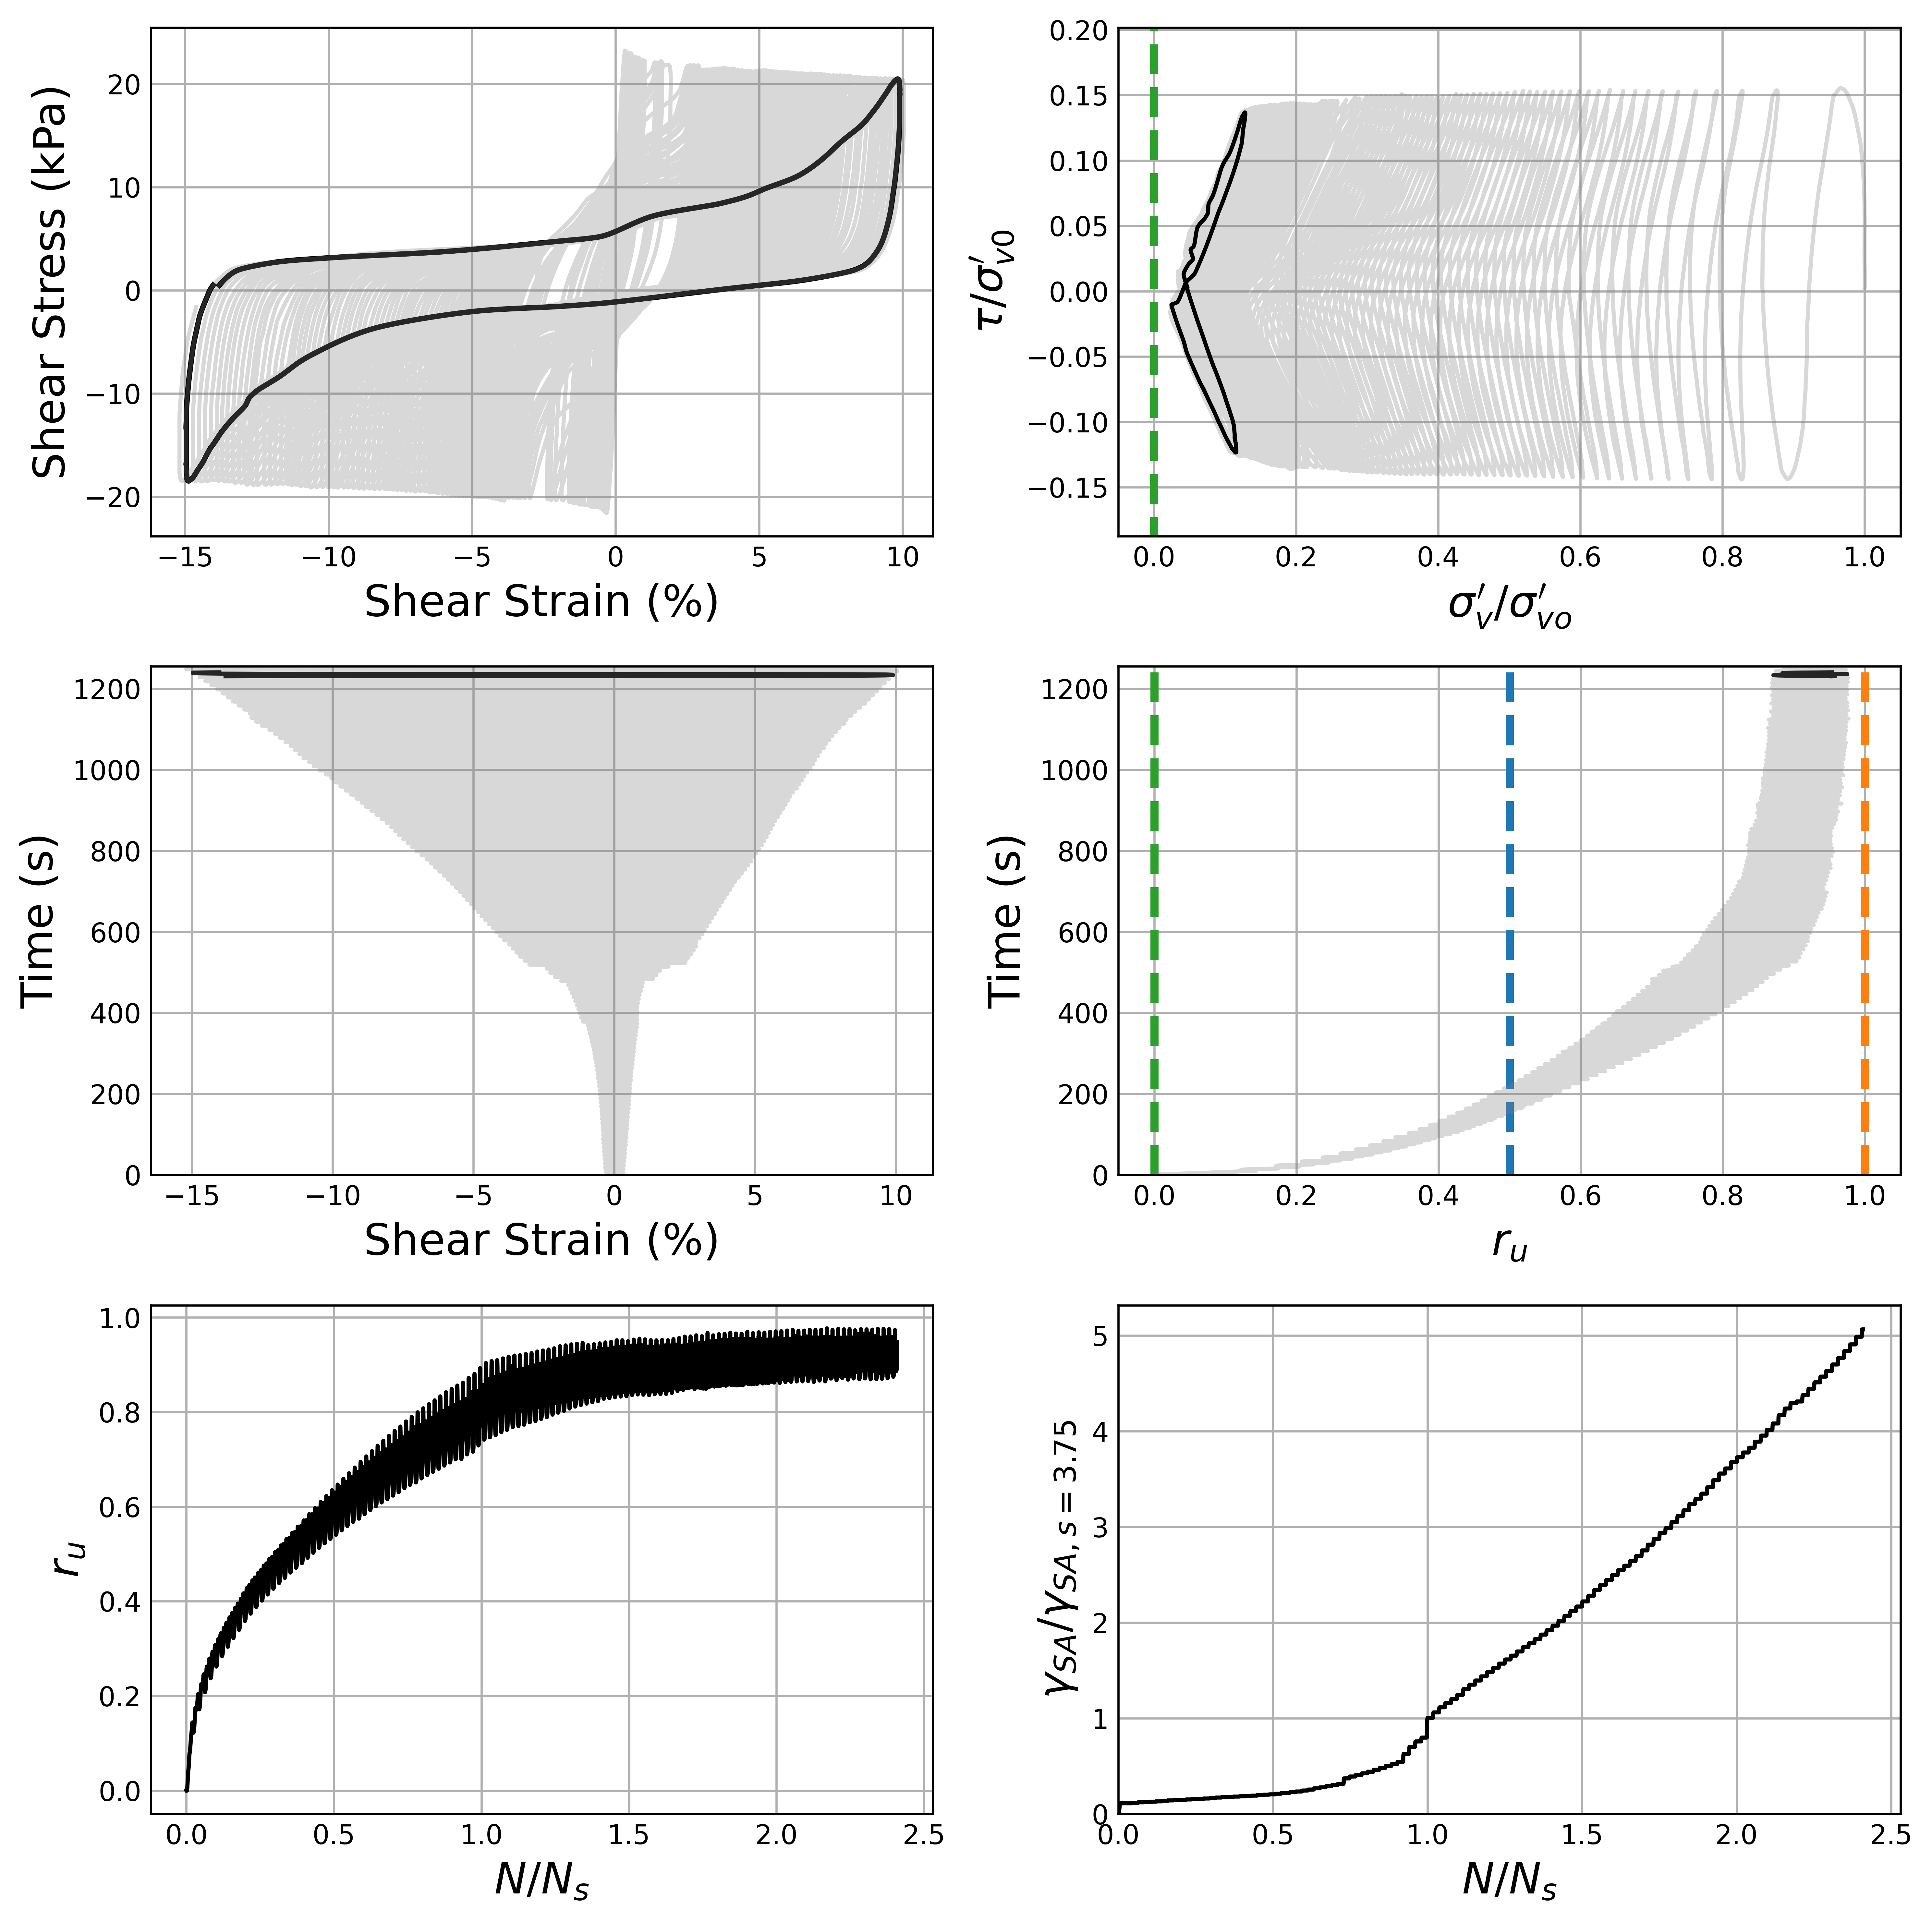 Shear Stress (kPa)
20
10
0
−10
−20
−15 −10 −5 0 5 10
Shear Strain (%)
τ/σ′v0
0.20
0.15
0.10
0.05
0.00
−0.05
−0.10
−0.15
0.0 0.2 0.4 0.6 0.8 1.0
σ′v/σ′vo
Time (s)
1200
1000
800
600
400
200
0
−15 −10 −5 0 5 10
Shear Strain (%)
Time (s)
1200
1000
800
600
400
200
0
0.0 0.2 0.4 0.6 0.8 1.0
ru
ru
1.0
0.8
0.6
0.4
0.2
0.0
0.0 0.5 1.0 1.5 2.0 2.5
N/Ns
γSA/γSA, s = 3.75
5
4
3
2
1
0
0.0 0.5 1.0 1.5 2.0 2.5
N/Ns